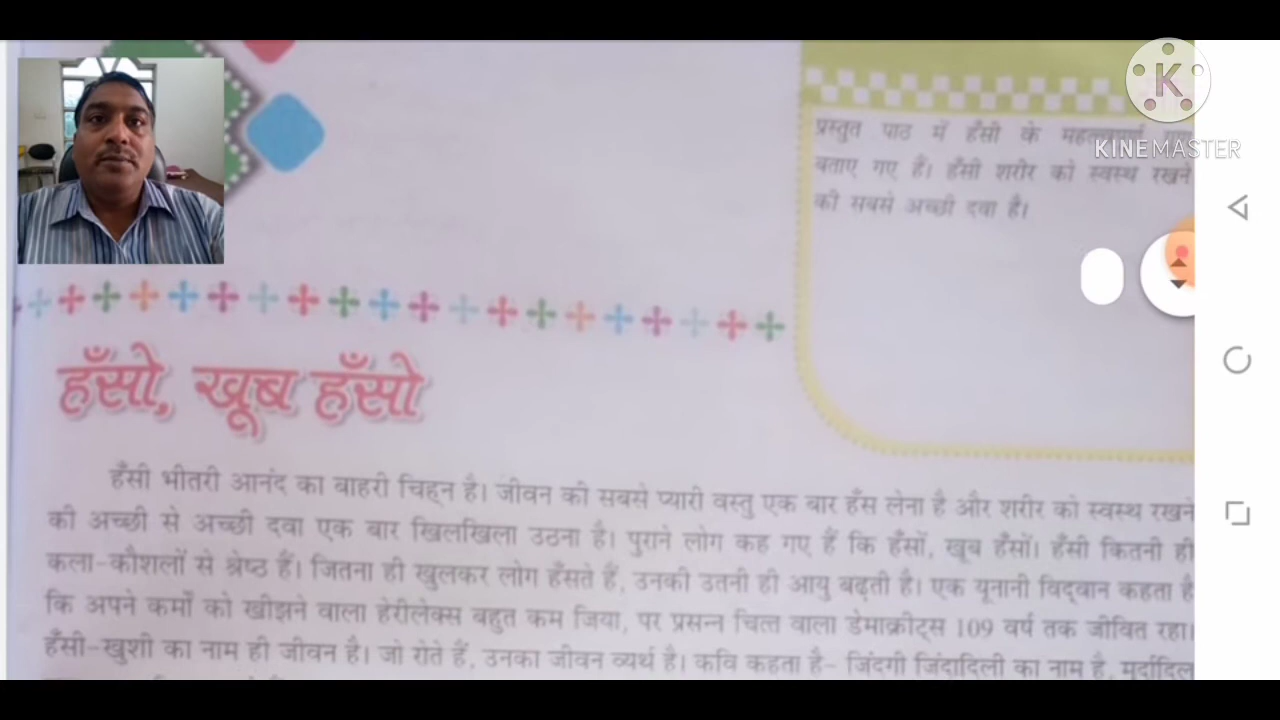 KINEMASTER
प्रस्तुत पाठ में हँसी के महत्त्वपूर्ण
बताए गए हैं। हँसी शरीर को स्वस्थ रखने
की सबसे अच्छी दवा है।
हँसो, खूब हँसो
हँसी भीतरी आनंद का बाहरी चिह्न है। जीवन की सबसे प्यारी वस्तु एक बार हँस लेना है और शरीर को स्वस्थ रखने
की अच्छी से अच्छी दवा एक बार खिलखिला उठना है। पुराने लोग कह गए हैं कि हँसों, खूब हँसों। हँसी कितनी ही
कला-कौशलों से श्रेष्ठ हैं। जितना ही खुलकर लोग हँसते हैं, उनकी उतनी ही आयु बढ़ती है। एक यूनानी विद्वान कहता है
कि अपने कर्मों को खीझने वाला हेरीलेक्स बहुत कम जिया, पर प्रसन्न चित्त वाला डेमाक्रीट्स 109 वर्ष तक जीवित रहा।
हँसी-खुशी का नाम ही जीवन है। जो रोते हैं, उनका जीवन व्यर्थ है। कवि कहता है- जिंदगी जिंदादिली का नाम है, मुर्दादिल